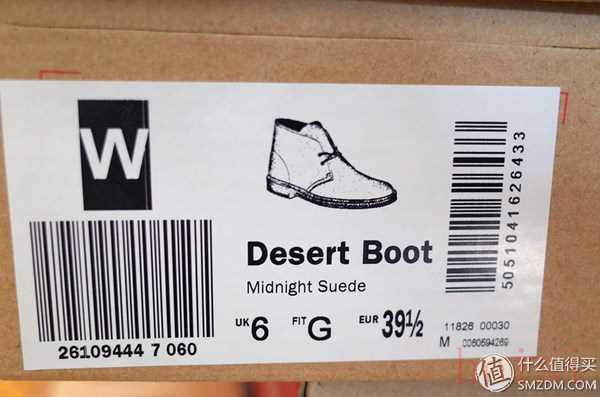 W
Desert Boot
Midnight Suede
UK 6 FIT G EUR 39½
26109444 7 060
5051041626433
11826 00030
M 0060594269
值 什么值得买
SMZDM.COM